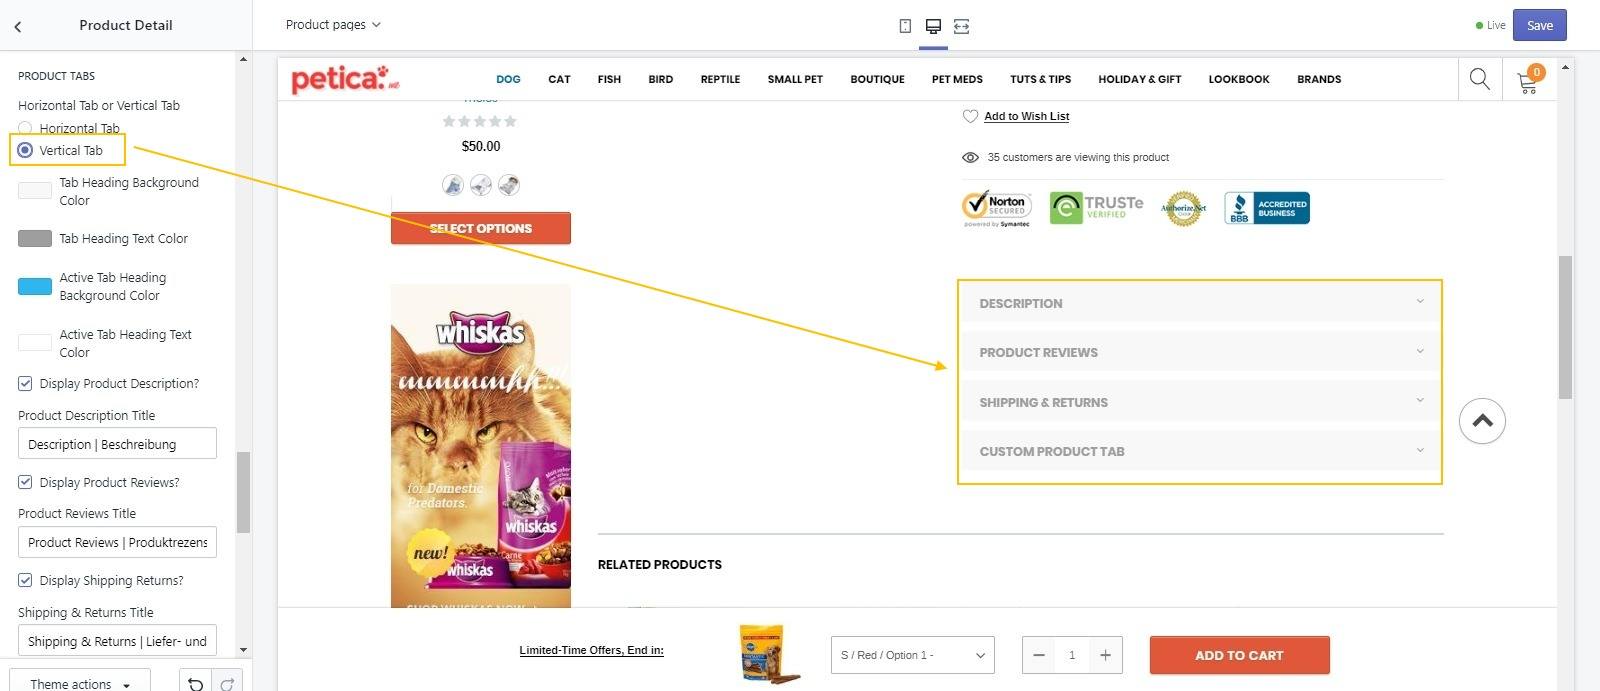 Product Detail
Product pages
Live
Save
PRODUCT TABS
Horizontal Tab or Vertical Tab
Horizontal Tab
Vertical Tab
Tab Heading Background
Color
Tab Heading Text Color
Active Tab Heading
Background Color
Active Tab Heading Text
Color
Display Product Description?
Product Description Title
Description | Beschreibung
Display Product Reviews?
Product Reviews Title
Product Reviews | Produktrezens
Display Shipping Returns?
Shipping & Returns Title
Shipping & Returns | Liefer- und
Theme actions
petica.
DOG CAT FISH BIRD REPTILE SMALL PET BOUTIQUE PET MEDS TUTS & TIPS HOLIDAY & GIFT LOOKBOOK BRANDS
0
$50.00
SELECT OPTIONS
whiskas
mmmmmhh...!
for Domestic
Predators.
new!
whiskas
Carne
whiskas
SHOP WHISKAS NOW
Add to Wish List
35 customers are viewing this product
Norton
SECURED
powered by Symantec
TRUSTe
VERIFIED
Authorize.Net
BBB
ACCREDITED
BUSINESS
DESCRIPTION
PRODUCT REVIEWS
SHIPPING & RETURNS
CUSTOM PRODUCT TAB
RELATED PRODUCTS
Limited-Time Offers, End in:
S / Red / Option 1 -
1
ADD TO CART